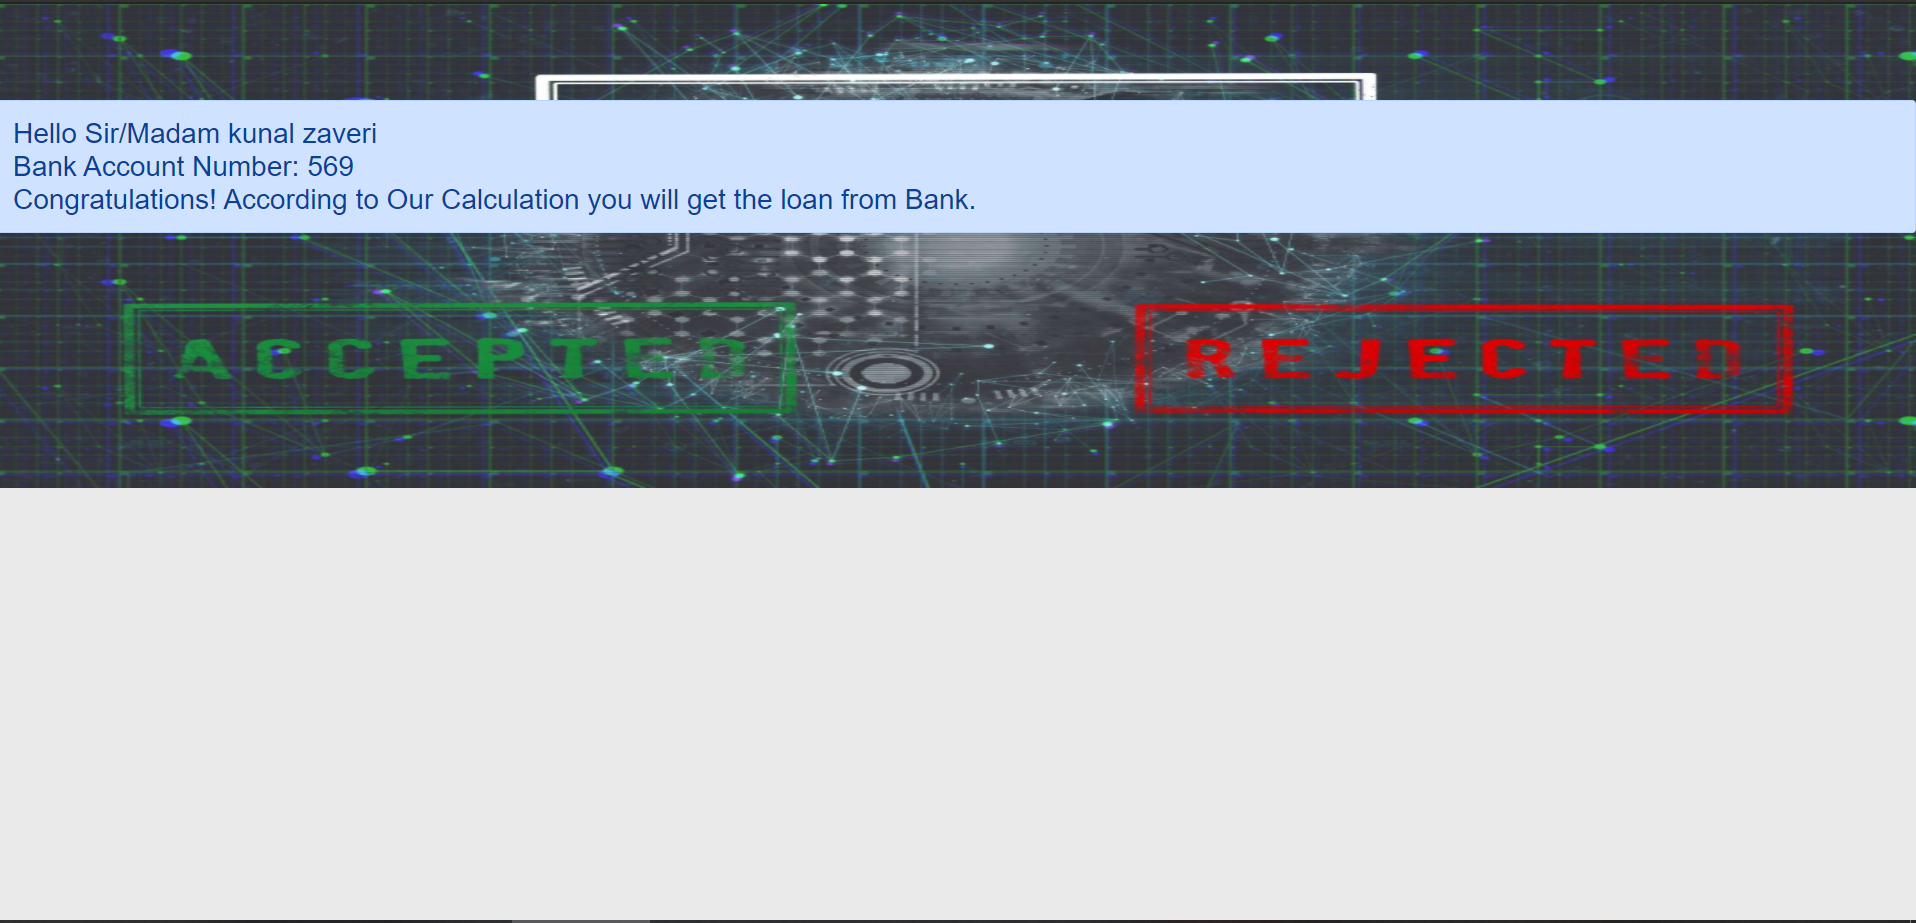 Hello Sir/Madam kunal zaveri
Bank Account Number: 569
Congratulations! According to Our Calculation you will get the loan from Bank.
ACCEPTED
REJECTED